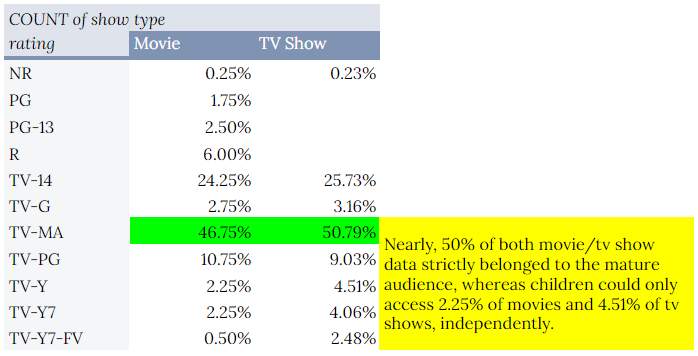 COUNT of show type
rating Movie TV Show
NR 0.25% 0.23%
PG 1.75%
PG-13 2.50%
R 6.00%
TV-14 24.25% 25.73%
TV-G 2.75% 3.16%
TV-MA 46.75% 50.79%
TV-PG 10.75% 9.03%
TV-Y 2.25% 4.51%
TV-Y7 2.25% 4.06%
TV-Y7-FV 0.50% 2.48%
Nearly, 50% of both movie/tv show
data strictly belonged to the mature
audience, whereas children could only
access 2.25% of movies and 4.51% of tv
shows, independently.